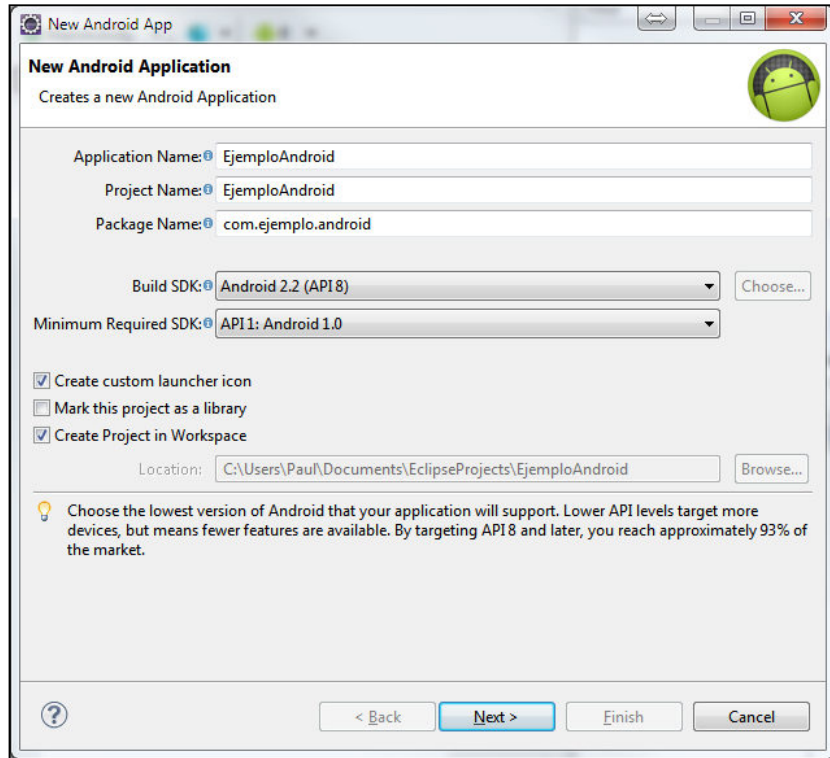 New Android App
New Android Application
Creates a new Android Application
Application Name: EjemploAndroid
Project Name: EjemploAndroid
Package Name: com.ejemplo.android
Build SDK: Android 2.2 (API 8) Choose...
Minimum Required SDK: API 1: Android 1.0
Create custom launcher icon
Mark this project as a library
Create Project in Workspace
Location: C:\Users\Paul\Documents\EclipseProjects\EjemploAndroid Browse...
Choose the lowest version of Android that your application will support. Lower API levels target more
devices, but means fewer features are available. By targeting API 8 and later, you reach approximately 93% of
the market.
< Back Next > Finish Cancel